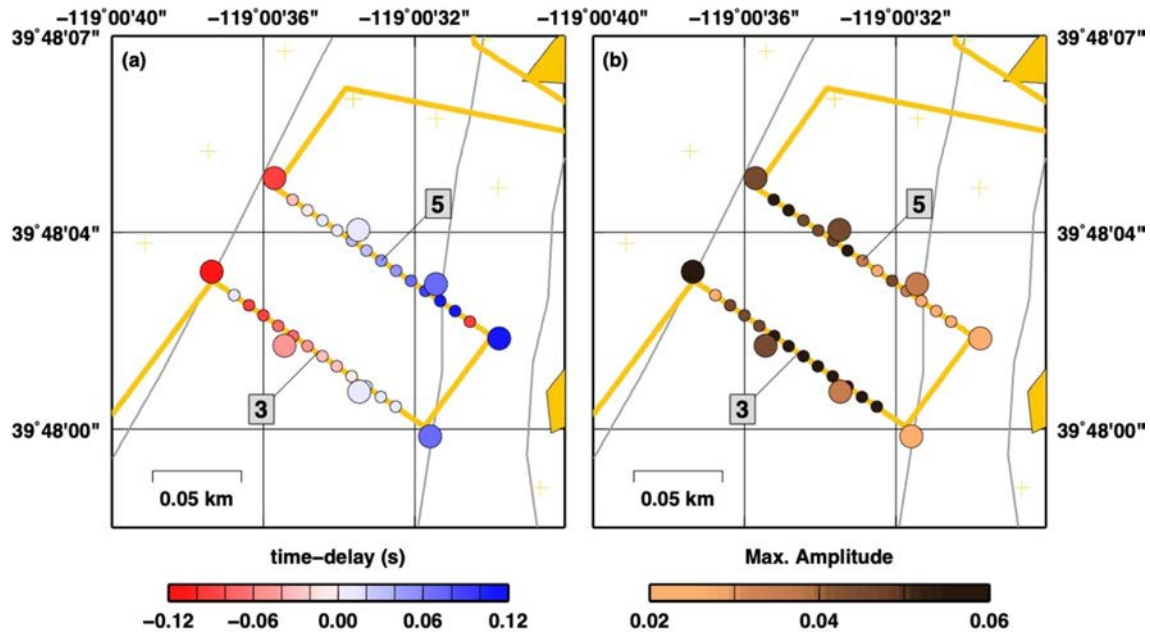 −119°00'40" −119°00'36" −119°00'32" −119°00'40" −119°00'36" −119°00'32"
39°48'07" (a) (b) 39°48'07"
5 5
39°48'04" 39°48'04"
3 3
39°48'00" 39°48'00"
0.05 km 0.05 km
time−delay (s) Max. Amplitude
−0.12 −0.06 0.00 0.06 0.12 0.02 0.04 0.06